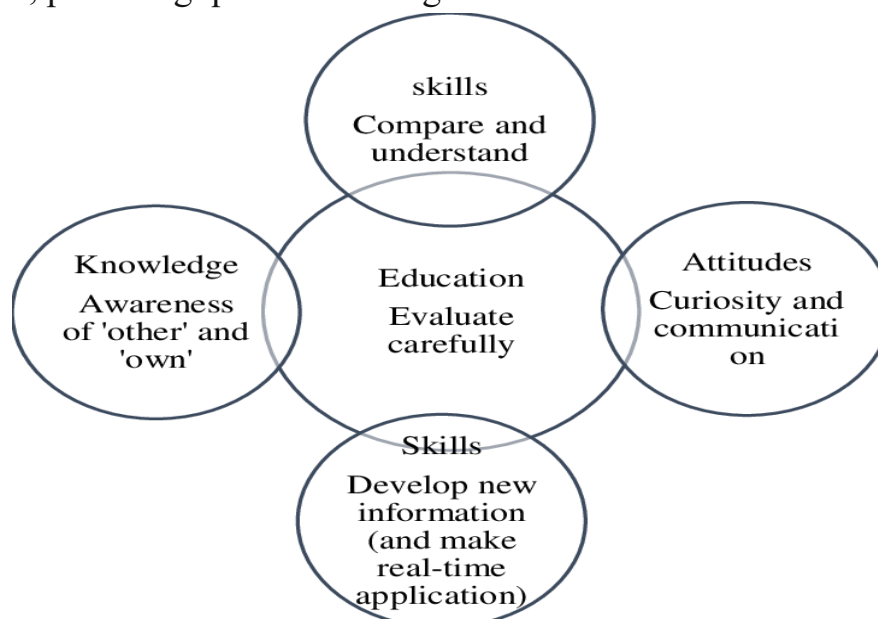 skills
Compare and
understand
Knowledge
Awareness
of 'other' and
'own'
Education
Evaluate
carefully
Attitudes
Curiosity and
communicati
on
Skills
Develop new
information
(and make
real-time
application)